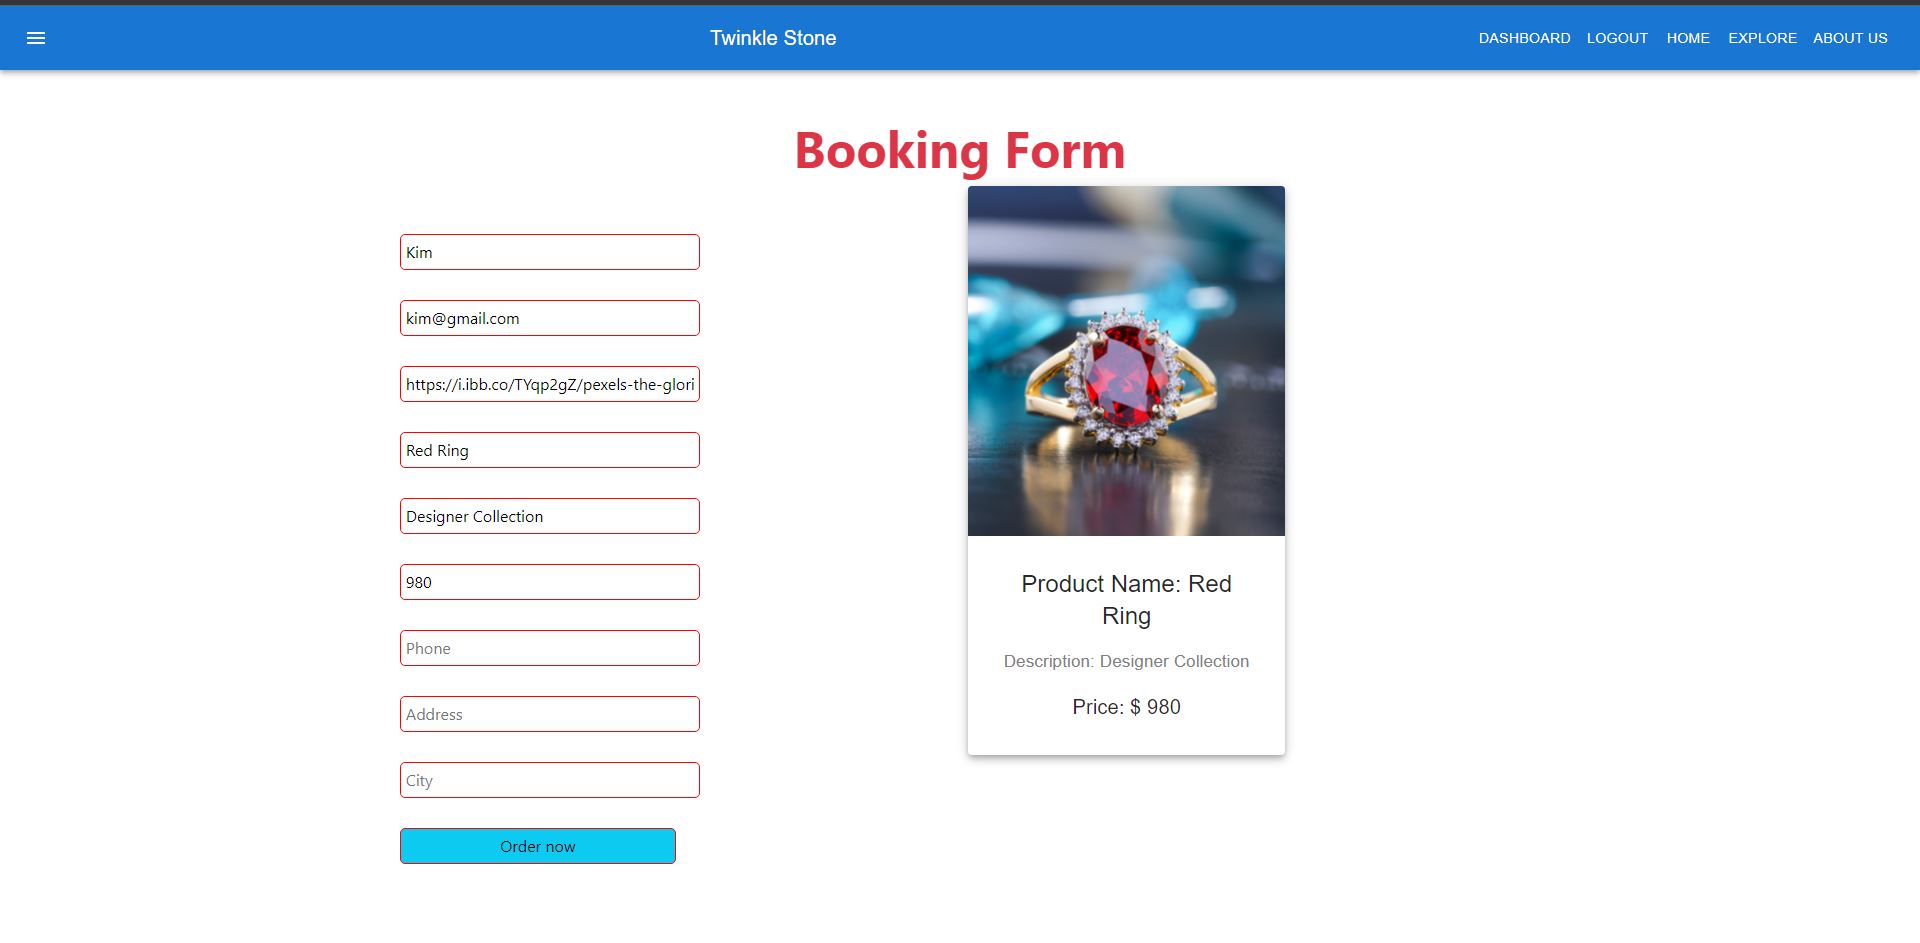 Twinkle Stone
DASHBOARD LOGOUT HOME EXPLORE ABOUT US
Booking Form
Kim
kim@gmail.com
https://i.ibb.co/TYqp2gZ/pexels-the-glori
Red Ring
Designer Collection
980
Phone
Address
City
Order now
Product Name: Red
Ring
Description: Designer Collection
Price: $ 980